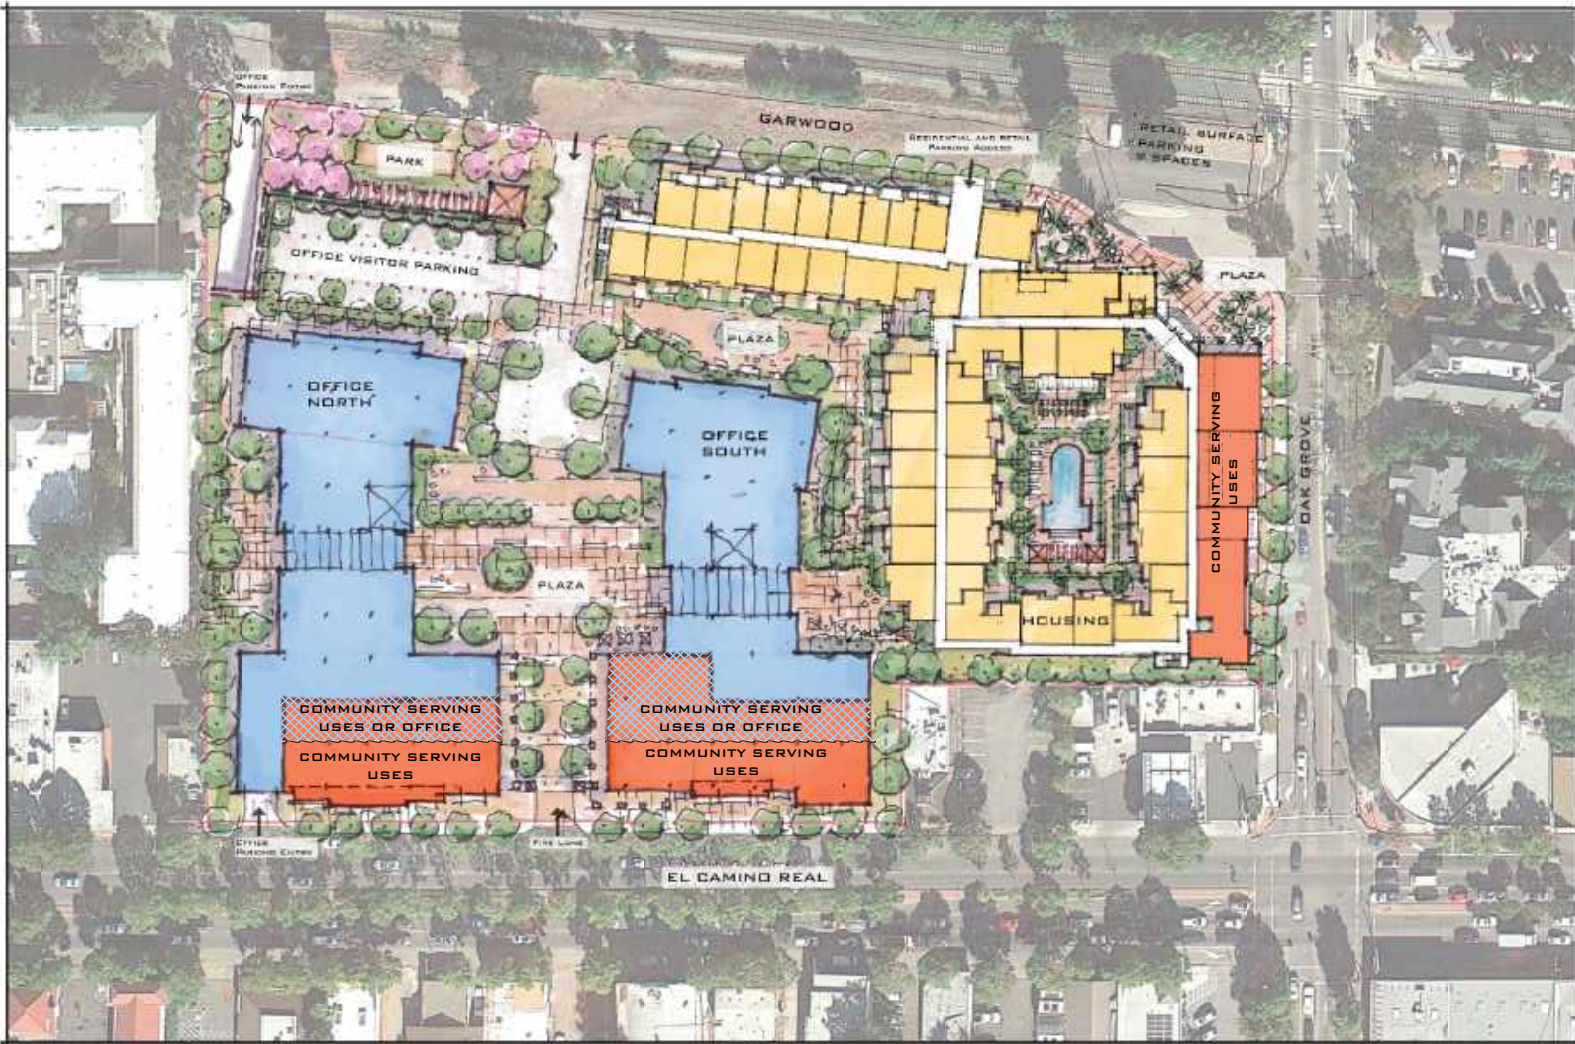 OFFICE
PARKING ENTRY
GARWOOD
RESIDENTIAL AND RETAIL
PARKING ACCESS
RETAIL SURFACE
PARKING
SPACES
PARK
OFFICE VISITOR PARKING
PLAZA
PLAZA
OFFICE
NORTH
OFFICE
SOUTH
COMMUNITY SERVING
USES
OAK GROVE
PLAZA
HOUSING
COMMUNITY SERVING
USES OR OFFICE
COMMUNITY SERVING
USES
COMMUNITY SERVING
USES OR OFFICE
COMMUNITY SERVING
USES
OFFICE
PARKING ENTRY
FIRE LANE
EL CAMINO REAL